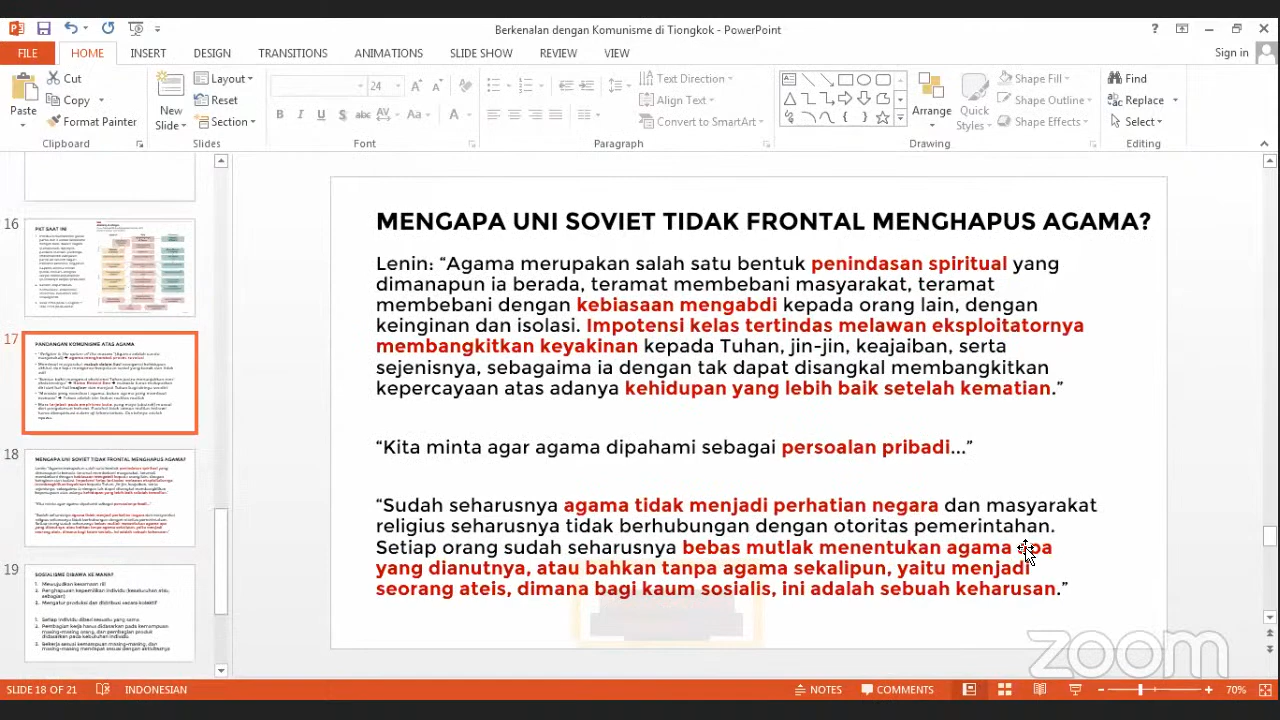 Berkenalan dengan Komunisme di Tiongkok - PowerPoint
Sign in
FILE HOME INSERT DESIGN TRANSITIONS ANIMATIONS SLIDE SHOW REVIEW VIEW
Paste Cut Copy Format Painter
New Slide Layout Reset Section
24
Text Direction Align Text Convert to SmartArt
Arrange Quick Styles Shape Fill Shape Outline Shape Effects
Find Replace Select
Clipboard Slides Font Paragraph Drawing Editing
16
PKT SAAT INI
17
PANDANGAN KOMUNISME ATAS AGAMA
18
MENGAPA UNI SOVIET TIDAK FRONTAL MENGHAPUS AGAMA?
19
SOSIALISME DIBAWA KE MANA?
MENGAPA UNI SOVIET TIDAK FRONTAL MENGHAPUS AGAMA?
Lenin: “Agama merupakan salah satu bentuk penindasan spiritual yang
dimanapun ia berada, teramat membebani masyarakat, teramat
membebani dengan kebiasaan mengabdi kepada orang lain, dengan
keinginan dan isolasi. Impotensi kelas tertindas melawan eksploitatornya
membangkitkan keyakinan kepada Tuhan, jin-jin, keajaiban, serta
sejenisnya, sebagaima ia dengan tak dapat disangkal membangkitkan
kepercayaan atas adanya kehidupan yang lebih baik setelah kematian.”
“Kita minta agar agama dipahami sebagai persoalan pribadi...”
“Sudah seharusnya agama tidak menjadi perhatian negara dan masyarakat
religius seharusnya tidak berhubungan dengan otoritas pemerintahan.
Setiap orang sudah seharusnya bebas mutlak menentukan agama apa
yang dianutnya, atau bahkan tanpa agama sekalipun, yaitu menjadi
seorang ateis, dimana bagi kaum sosialis, ini adalah sebuah keharusan.”
zoom
SLIDE 18 OF 21 INDONESIAN NOTES COMMENTS 70%